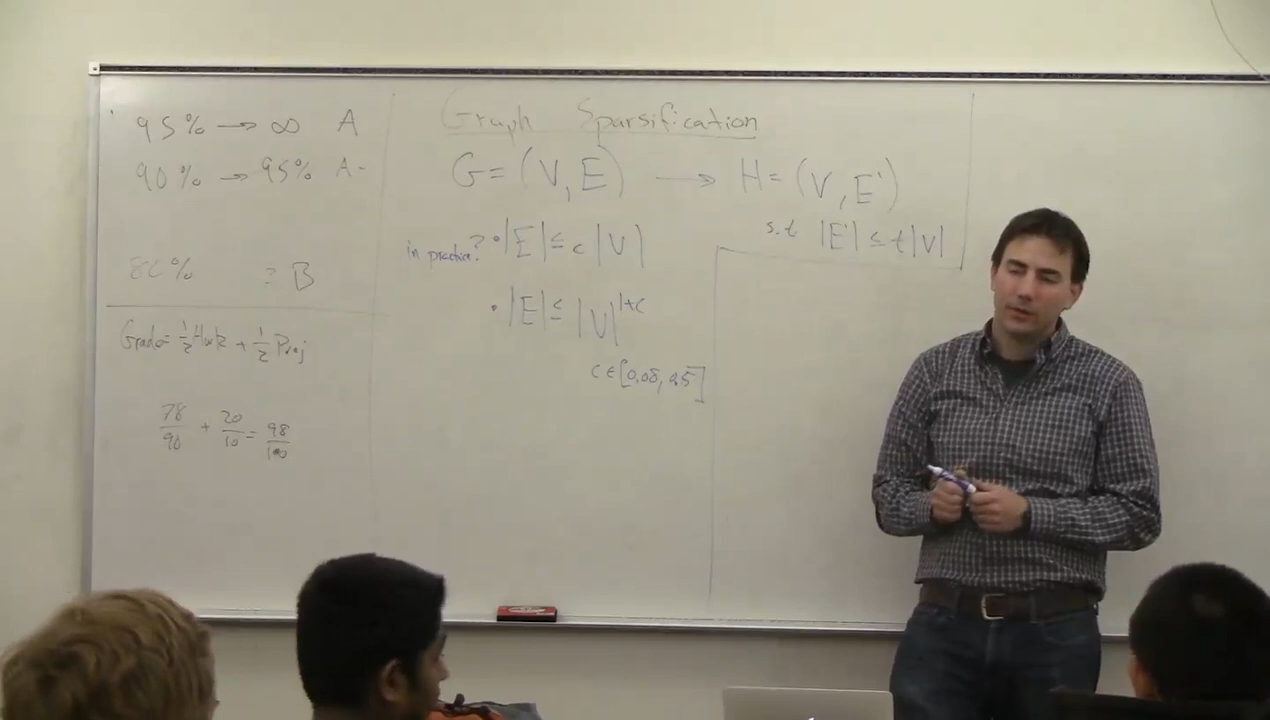 95% → ∞ A
90% → 95% A-
B
Grade = 1/2 Hwk + 1/2 Proj
78/90 + 20/10 = 98/100
Graph Sparsification
G = (V, E) → H = (V, E')
s.t. |E'| ≤ t|V|
in practice? • |E| ≤ c|V|
• |E| ≤ |V|^{1+c}
c ∈ [0.05, 0.5]